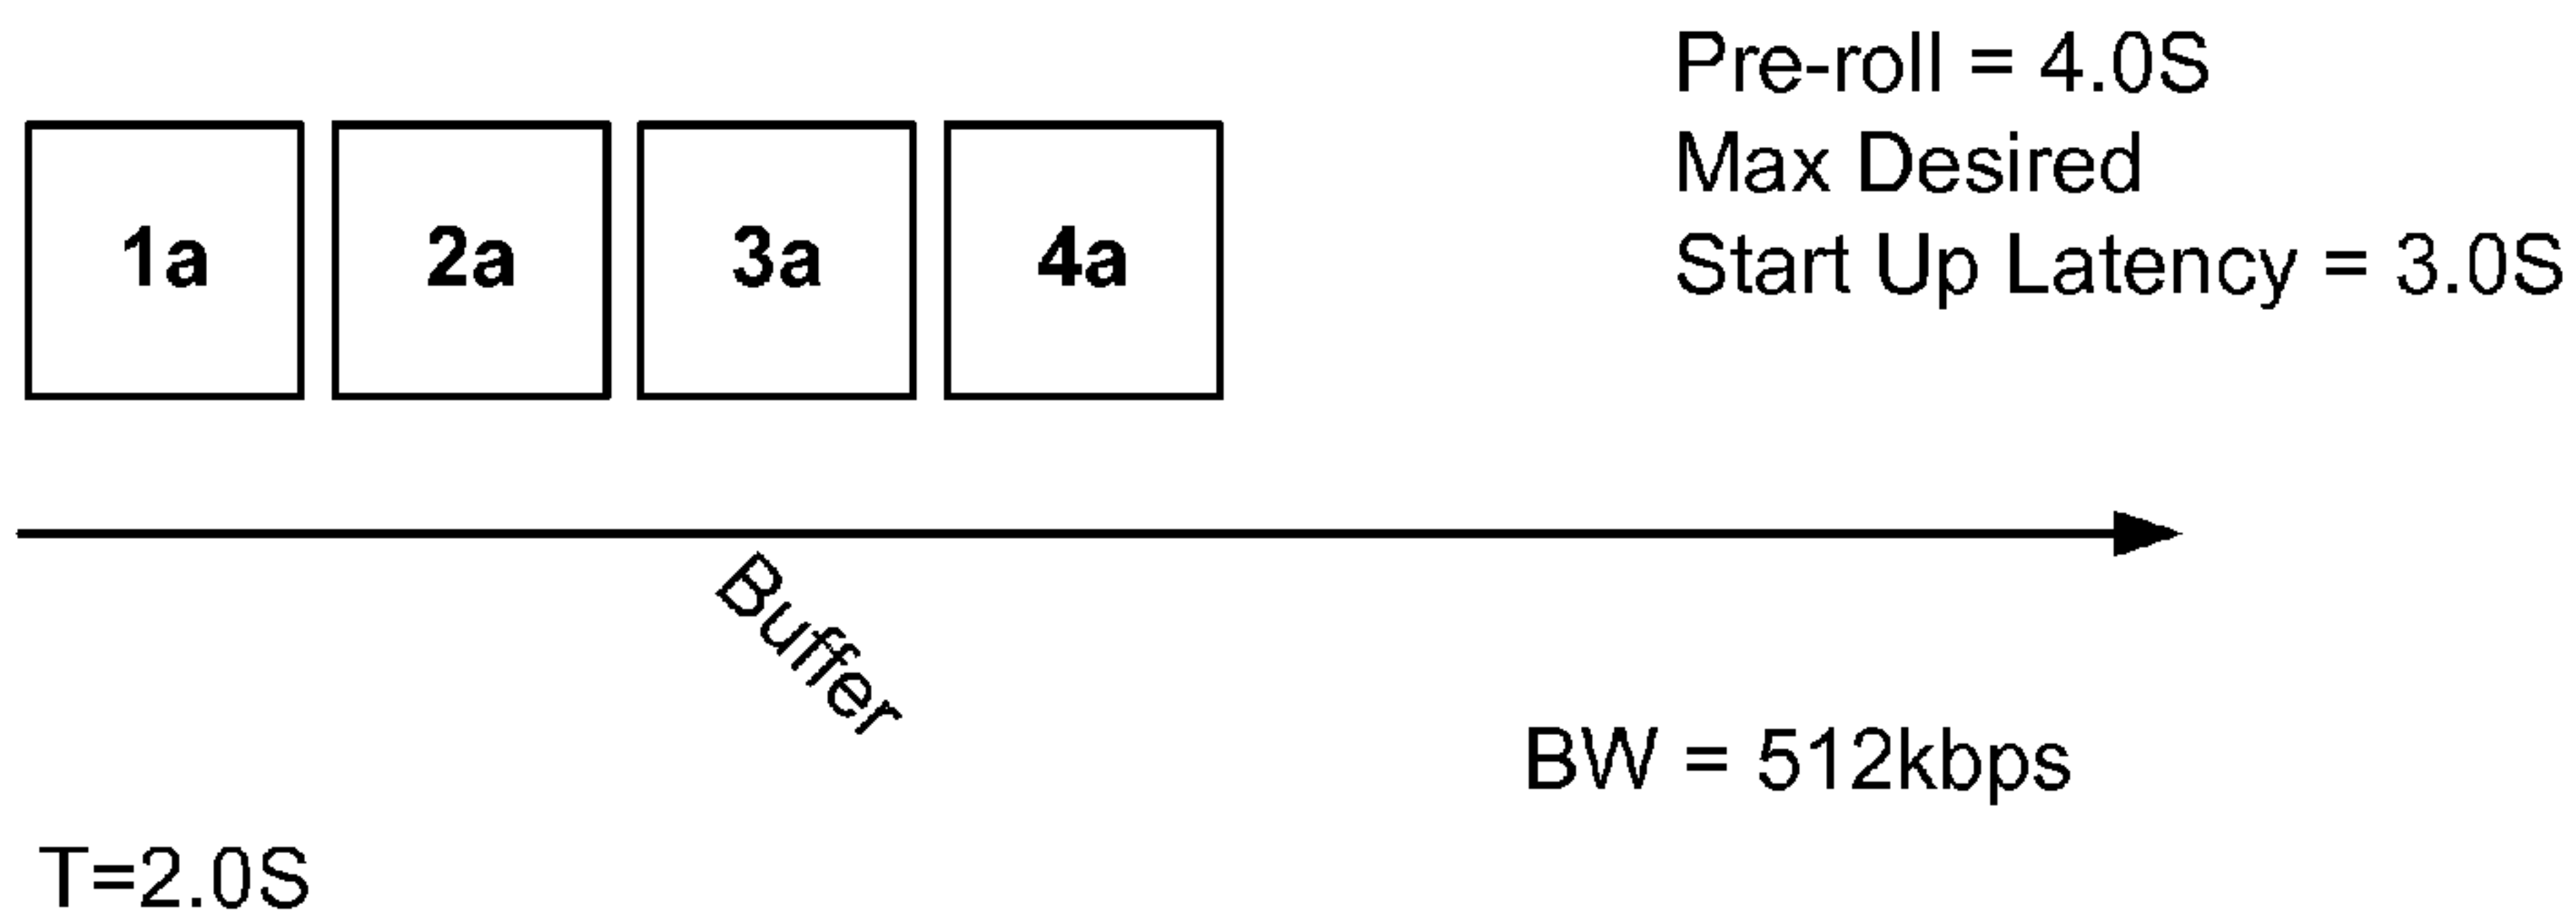 Pre-roll = 4.0S
Max Desired
Start Up Latency = 3.0S
1a 2a 3a 4a
Buffer
BW = 512kbps
T=2.0S